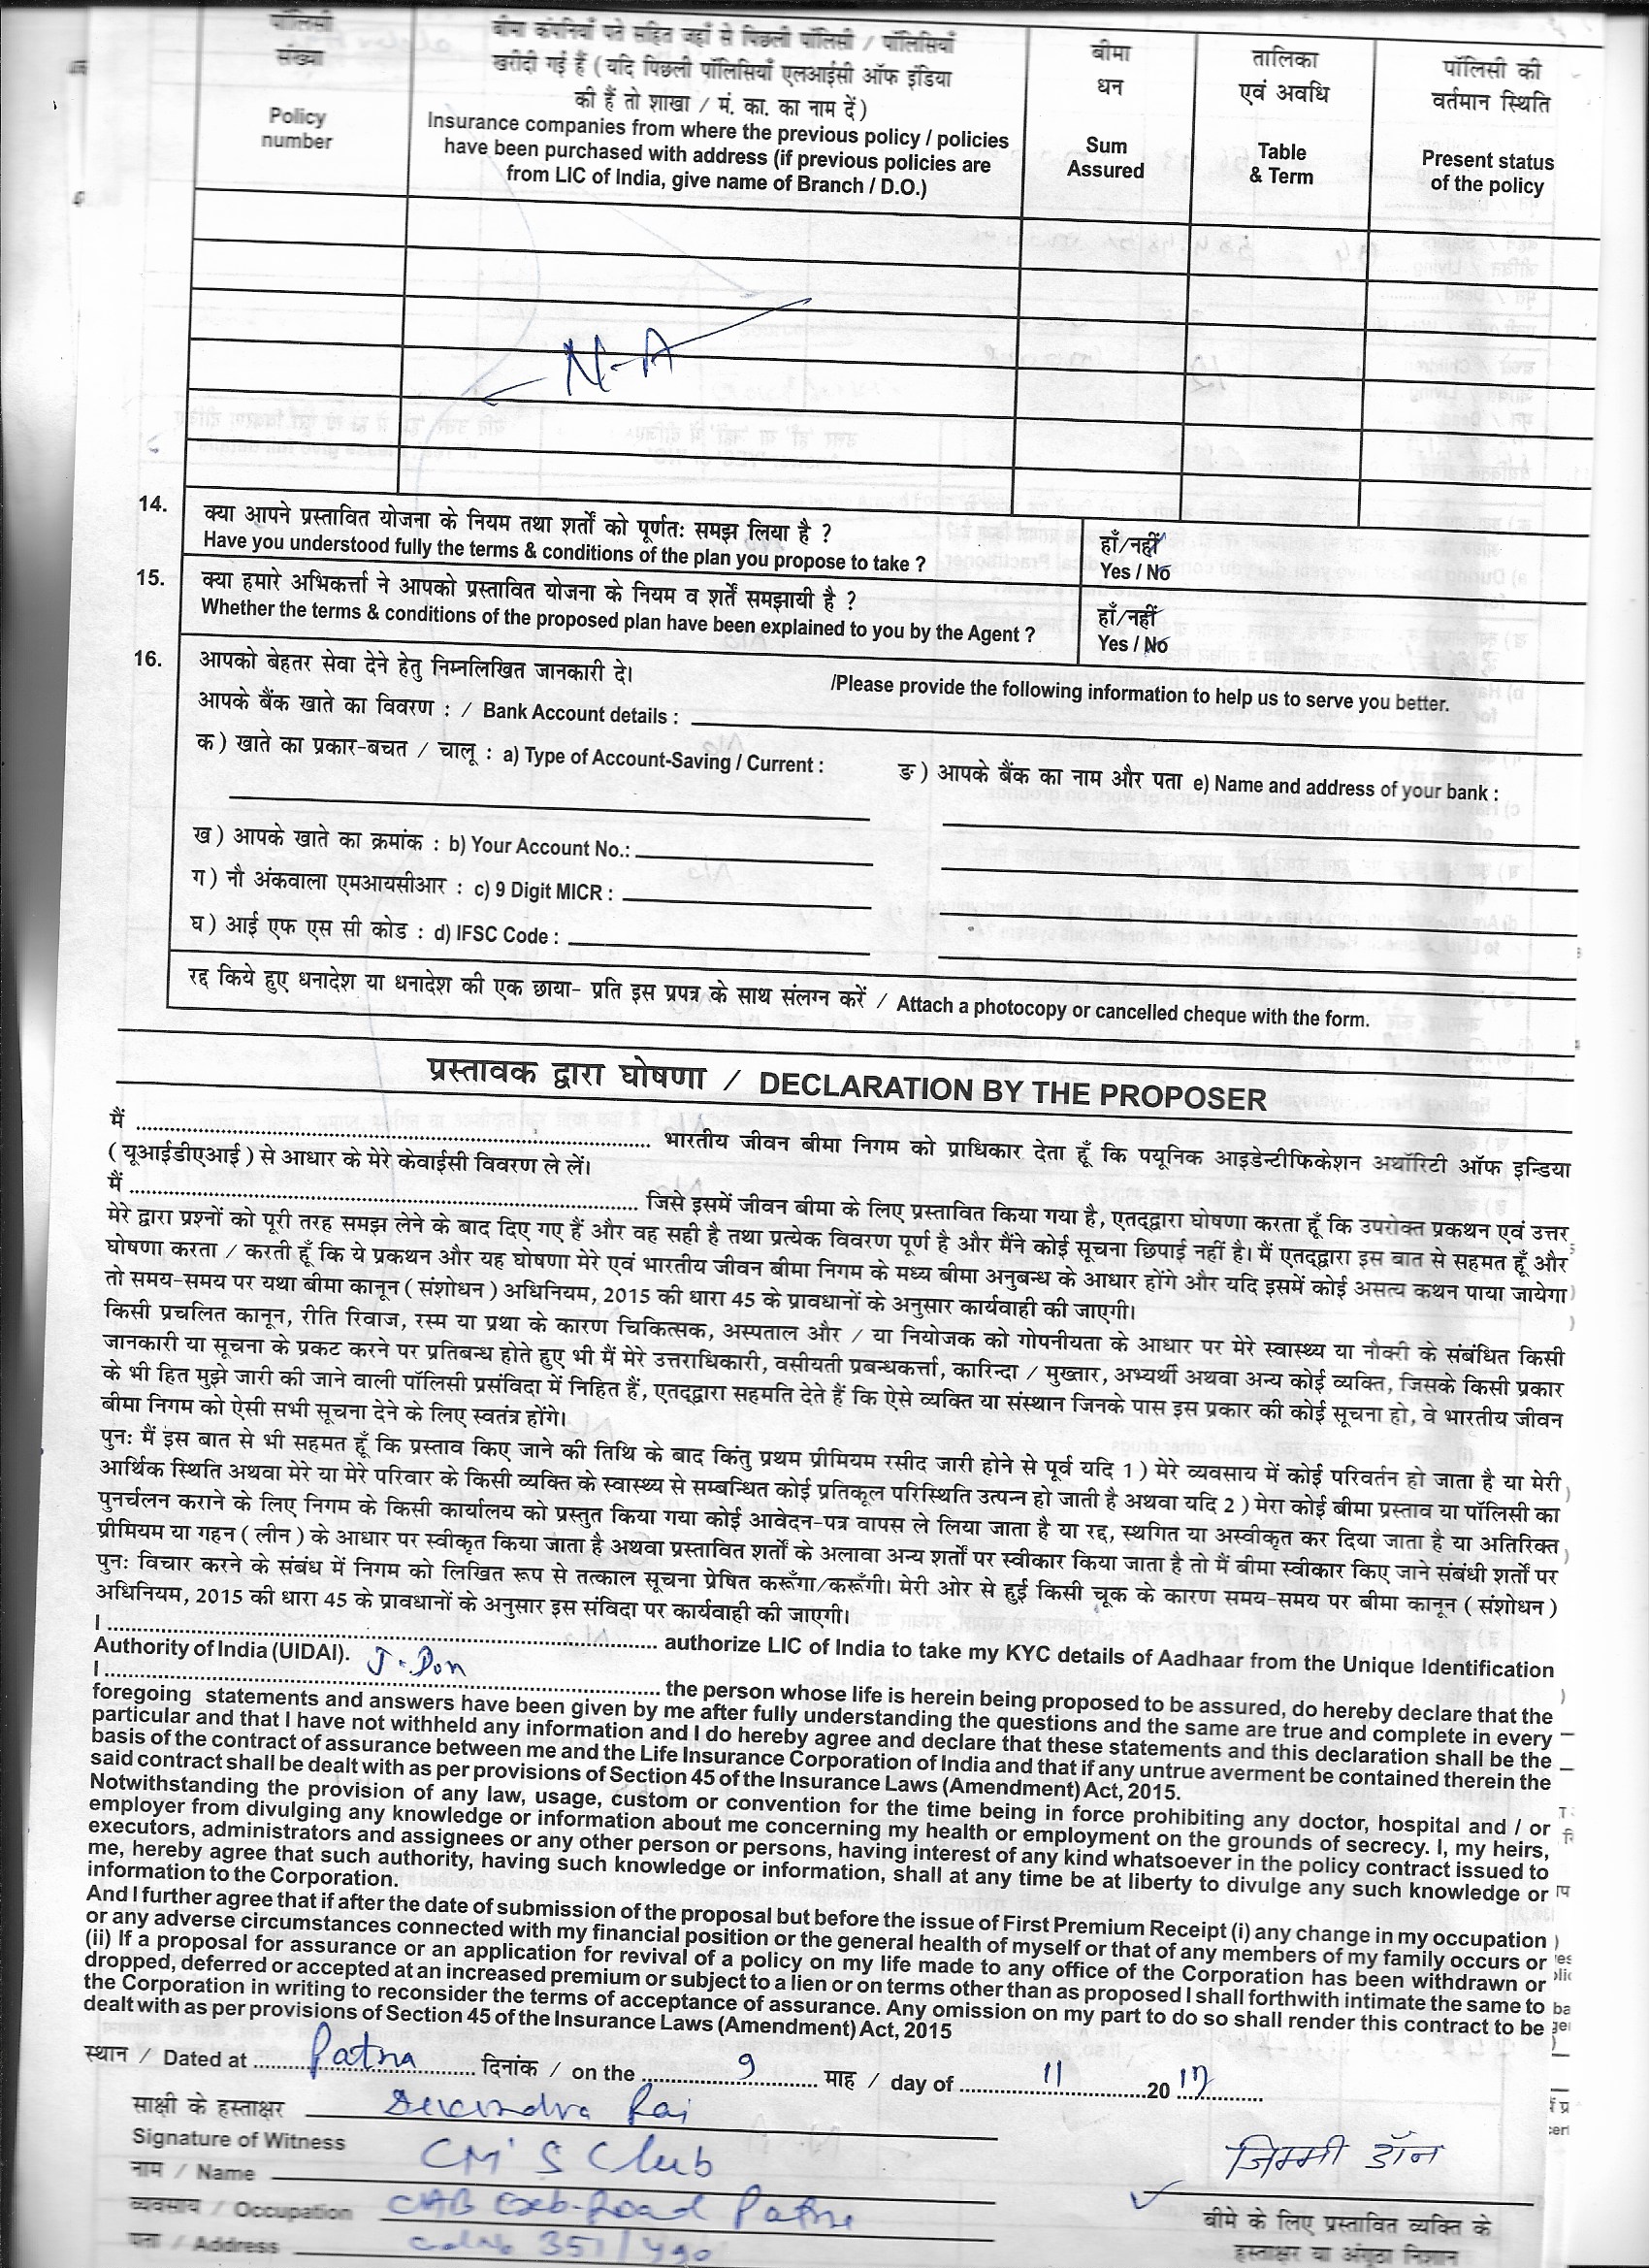 पॉलिसी
संख्या
Policy
number
बीमा कंपनियाँ पते सहित जहाँ से पिछली पॉलिसी / पॉलिसियाँ
खरीदी गई हैं ( यदि पिछली पॉलिसियाँ एलआईसी ऑफ इंडिया
की हैं तो शाखा / मं. का. का नाम दें )
Insurance companies from where the previous policy / policies
have been purchased with address (if previous policies are
from LIC of India, give name of Branch / D.O.)
बीमा
धन
Sum
Assured
तालिका
एवं अवधि
Table
& Term
पॉलिसी की
वर्तमान स्थिति
Present status
of the policy
N-A
14. क्या आपने प्रस्तावित योजना के नियम तथा शर्तों को पूर्णतः समझ लिया है ? हाँ/नहीं
Have you understood fully the terms & conditions of the plan you propose to take ? Yes / No
15. क्या हमारे अभिकर्त्ता ने आपको प्रस्तावित योजना के नियम व शर्तें समझायी है ? हाँ/नहीं
Whether the terms & conditions of the proposed plan have been explained to you by the Agent ? Yes / No
16. आपको बेहतर सेवा देने हेतु निम्नलिखित जानकारी दे। /Please provide the following information to help us to serve you better.
आपके बैंक खाते का विवरण : / Bank Account details :
क ) खाते का प्रकार-बचत / चालू : a) Type of Account-Saving / Current :
ङ ) आपके बैंक का नाम और पता e) Name and address of your bank :
ख ) आपके खाते का क्रमांक : b) Your Account No.:
ग ) नौ अंकवाला एमआयसीआर : c) 9 Digit MICR :
घ ) आई एफ एस सी कोड : d) IFSC Code :
रद्द किये हुए धनादेश या धनादेश की एक छाया- प्रति इस प्रपत्र के साथ संलग्न करें / Attach a photocopy or cancelled cheque with the form.
प्रस्तावक द्वारा घोषणा / DECLARATION BY THE PROPOSER
मैं ........ भारतीय जीवन बीमा निगम को प्राधिकार देता हूँ कि पयूनिक आइडेन्टीफिकेशन अथॉरिटी ऑफ इन्डिया
( यूआईडीएआई ) से आधार के मेरे केवाईसी विवरण ले लें।
मैं ........ जिसे इसमें जीवन बीमा के लिए प्रस्तावित किया गया है, एतद्द्वारा घोषणा करता हूँ कि उपरोक्त प्रकथन एवं उत्तर
मेरे द्वारा प्रश्नों को पूरी तरह समझ लेने के बाद दिए गए हैं और वह सही है तथा प्रत्येक विवरण पूर्ण है और मैंने कोई सूचना छिपाई नहीं है। मैं एतद्द्वारा इस बात से सहमत हूँ और
घोषणा करता / करती हूँ कि ये प्रकथन और यह घोषणा मेरे एवं भारतीय जीवन बीमा निगम के मध्य बीमा अनुबन्ध के आधार होंगे और यदि इसमें कोई असत्य कथन पाया जायेगा
तो समय-समय पर यथा बीमा कानून ( संशोधन ) अधिनियम, 2015 की धारा 45 के प्रावधानों के अनुसार कार्यवाही की जाएगी।
किसी प्रचलित कानून, रीति रिवाज, रस्म या प्रथा के कारण चिकित्सक, अस्पताल और / या नियोजक को गोपनीयता के आधार पर मेरे स्वास्थ्य या नौकरी के संबंधित किसी
जानकारी या सूचना के प्रकट करने पर प्रतिबन्ध होते हुए भी मैं मेरे उत्तराधिकारी, वसीयती प्रबन्धकर्त्ता, कारिन्दा / मुख्तार, अभ्यर्थी अथवा अन्य कोई व्यक्ति, जिसके किसी प्रकार
के भी हित मुझे जारी की जाने वाली पॉलिसी प्रसंविदा में निहित हैं, एतद्द्वारा सहमति देते हैं कि ऐसे व्यक्ति या संस्थान जिनके पास इस प्रकार की कोई सूचना हो, वे भारतीय जीवन
बीमा निगम को ऐसी सभी सूचना देने के लिए स्वतंत्र होंगे।
पुनः मैं इस बात से भी सहमत हूँ कि प्रस्ताव किए जाने की तिथि के बाद किंतु प्रथम प्रीमियम रसीद जारी होने से पूर्व यदि 1 ) मेरे व्यवसाय में कोई परिवर्तन हो जाता है या मेरी
आर्थिक स्थिति अथवा मेरे या मेरे परिवार के किसी व्यक्ति के स्वास्थ्य से सम्बन्धित कोई प्रतिकूल परिस्थिति उत्पन्न हो जाती है अथवा यदि 2 ) मेरा कोई बीमा प्रस्ताव या पॉलिसी का
पुनर्चलन कराने के लिए निगम के किसी कार्यालय को प्रस्तुत किया गया कोई आवेदन-पत्र वापस ले लिया जाता है या रद्द, स्थगित या अस्वीकृत कर दिया जाता है या अतिरिक्त
प्रीमियम या गहन ( लीन ) के आधार पर स्वीकृत किया जाता है अथवा प्रस्तावित शर्तों के अलावा अन्य शर्तों पर स्वीकार किया जाता है तो मैं बीमा स्वीकार किए जाने संबंधी शर्तों पर
पुनः विचार करने के संबंध में निगम को लिखित रूप से तत्काल सूचना प्रेषित करूँगा/करूँगी। मेरी ओर से हुई किसी चूक के कारण समय-समय पर बीमा कानून ( संशोधन )
अधिनियम, 2015 की धारा 45 के प्रावधानों के अनुसार इस संविदा पर कार्यवाही की जाएगी।
I ........ authorize LIC of India to take my KYC details of Aadhaar from the Unique Identification
Authority of India (UIDAI).
I ........ J. Don ........ the person whose life is herein being proposed to be assured, do hereby declare that the
foregoing statements and answers have been given by me after fully understanding the questions and the same are true and complete in every
particular and that I have not withheld any information and I do hereby agree and declare that these statements and this declaration shall be the
basis of the contract of assurance between me and the Life Insurance Corporation of India and that if any untrue averment be contained therein the
said contract shall be dealt with as per provisions of Section 45 of the Insurance Laws (Amendment) Act, 2015.
Notwithstanding the provision of any law, usage, custom or convention for the time being in force prohibiting any doctor, hospital and / or
employer from divulging any knowledge or information about me concerning my health or employment on the grounds of secrecy. I, my heirs,
executors, administrators and assignees or any other person or persons, having interest of any kind whatsoever in the policy contract issued to
me, hereby agree that such authority, having such knowledge or information, shall at any time be at liberty to divulge any such knowledge or
information to the Corporation.
And I further agree that if after the date of submission of the proposal but before the issue of First Premium Receipt (i) any change in my occupation
or any adverse circumstances connected with my financial position or the general health of myself or that of any members of my family occurs or
(ii) If a proposal for assurance or an application for revival of a policy on my life made to any office of the Corporation has been withdrawn or
dropped, deferred or accepted at an increased premium or subject to a lien or on terms other than as proposed I shall forthwith intimate the same to
the Corporation in writing to reconsider the terms of acceptance of assurance. Any omission on my part to do so shall render this contract to be
dealt with as per provisions of Section 45 of the Insurance Laws (Amendment) Act, 2015
स्थान / Dated at Patna दिनांक / on the 9 माह / day of 11 20 17
साक्षी के हस्ताक्षर
Signature of Witness
नाम / Name CM'S Club
व्यवसाय / Occupation Road Patna
पता / Address 351/490
जिम्मी डॉन
बीमे के लिए प्रस्तावित व्यक्ति के
हस्ताक्षर या अंगूठा निशान